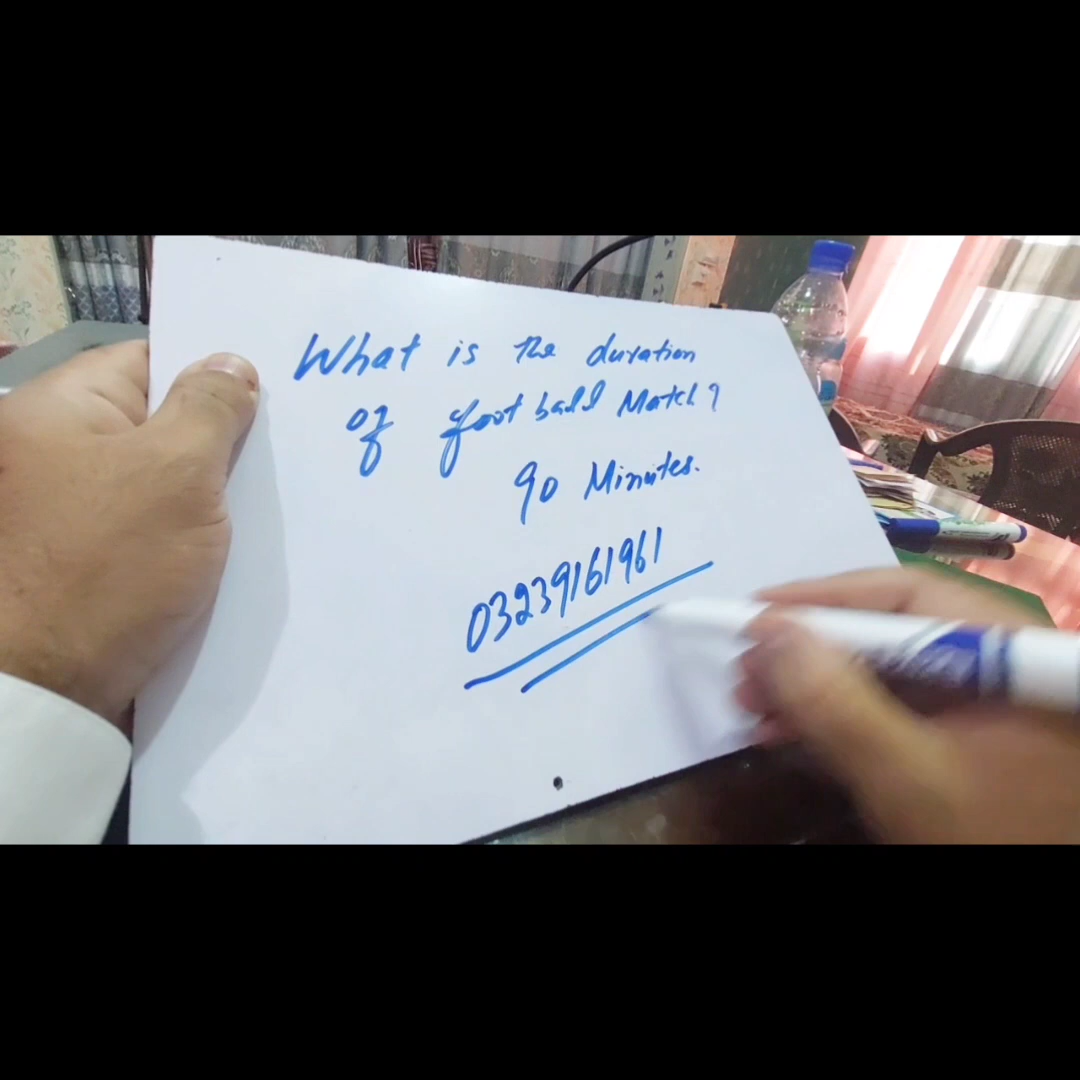 What is the duration
of foot ball Match?
90 Minutes.
03239161961